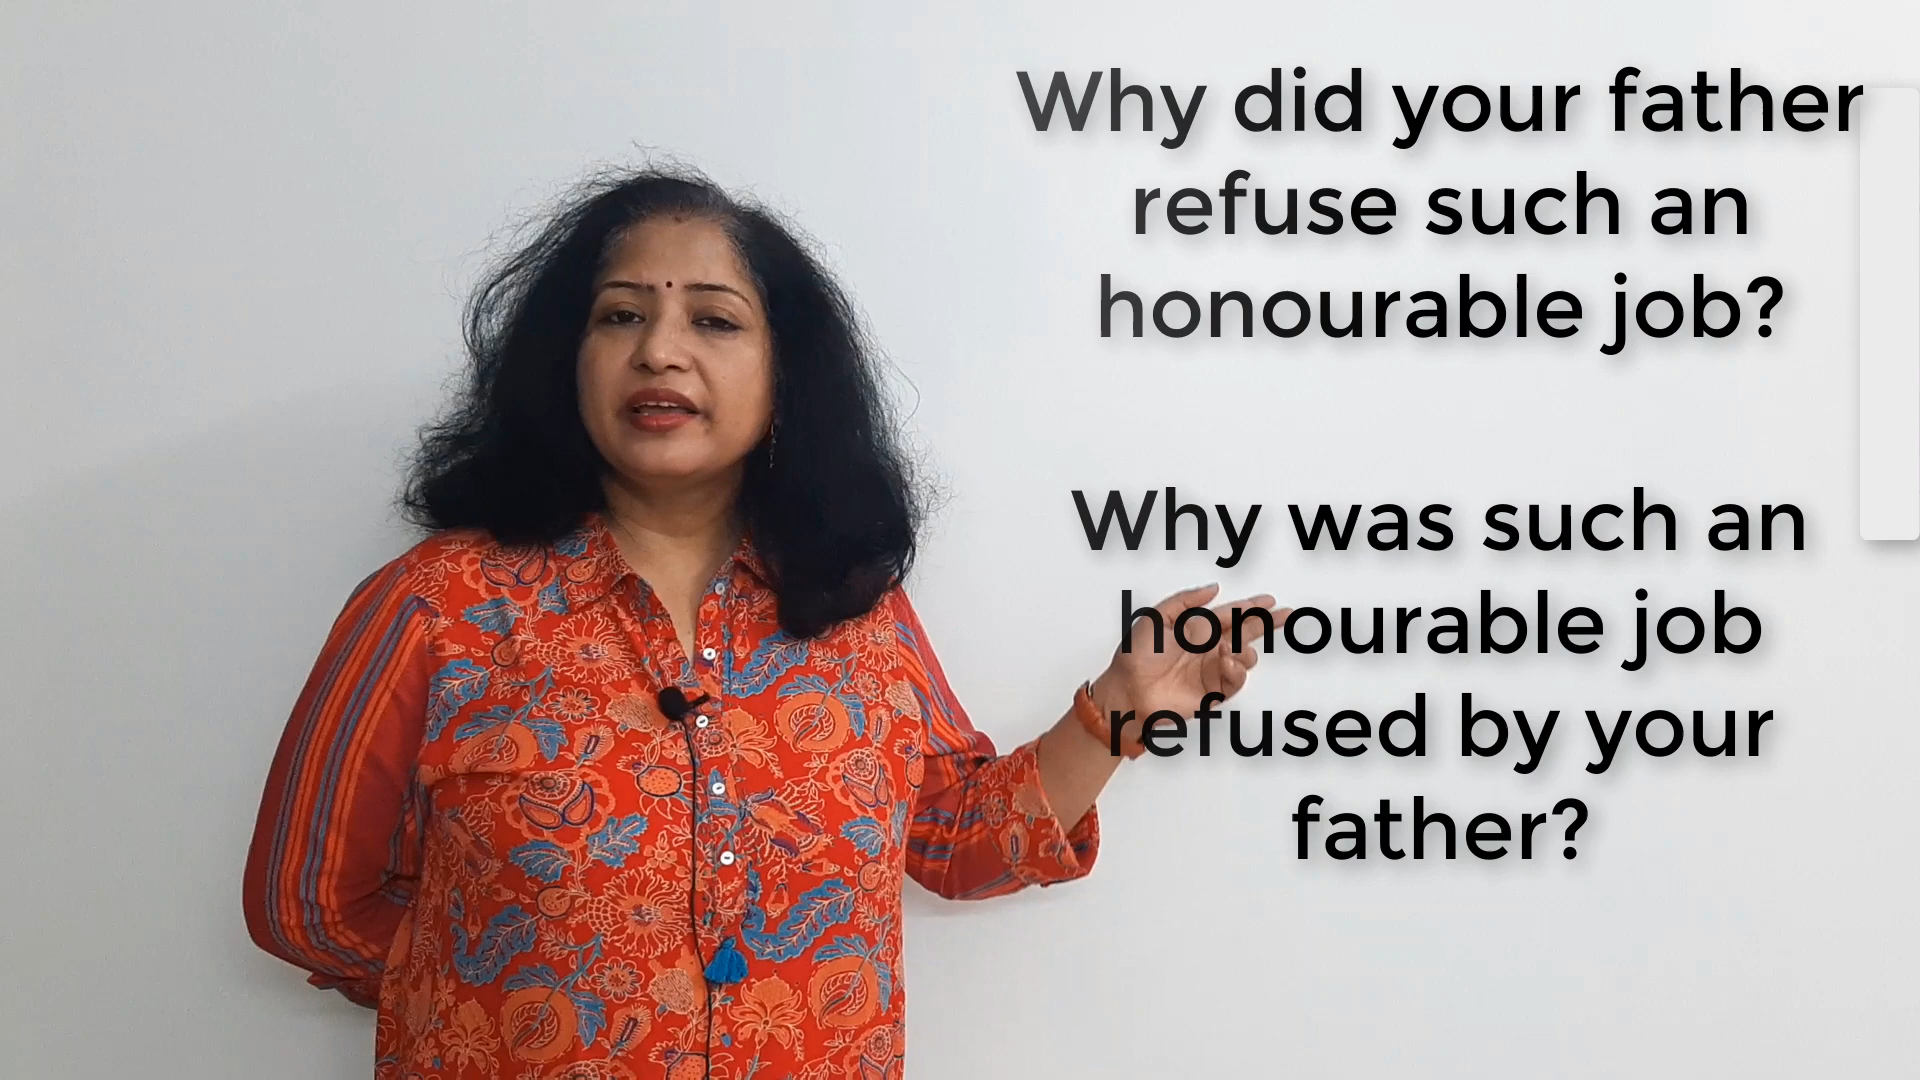 Why did your father
refuse such an
honourable job?
Why was such an
honourable job
refused by your
father?